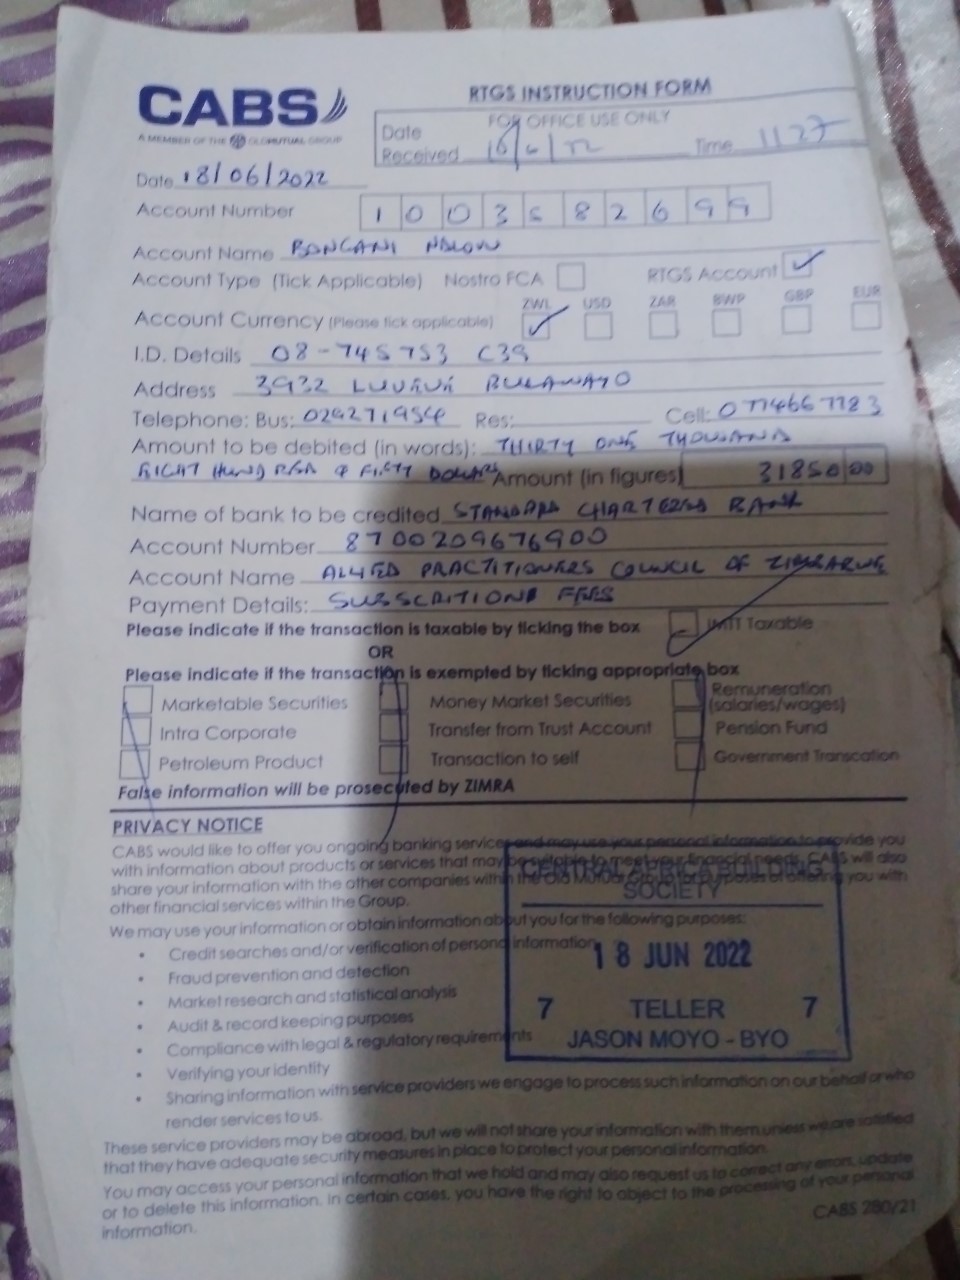 CABS
A MEMBER OF THE OLDMUTUAL GROUP
RTGS INSTRUCTION FORM
FOR OFFICE USE ONLY
Date Received 18/6/22 Time 1127
Date 18/06/2022
Account Number 1 0 0 3 5 8 2 6 9 9
Account Name BONGANI NDLOVU
Account Type (Tick Applicable) Nostro FCA RTGS Account ✓
ZWL USD ZAR BWP GBP EUR
Account Currency (Please tick applicable) ✓
I.D. Details 08-745753 C39
Address 3932 LUVEVE BULAWAYO
Telephone: Bus: 029271954 Res: Cell: 0774667783
Amount to be debited (in words): THIRTY ONE THOUSAND
EIGHT HUNDRED & FIFTY DOLLARS Amount (in figures) 31850 00
Name of bank to be credited STANDARD CHARTERED BANK
Account Number 8700209676900
Account Name ALLIED PRACTITIONERS COUNCIL OF ZIMBABWE
Payment Details: SUBSCRITIONS FEES
Please indicate if the transaction is taxable by ticking the box IMTT Taxable
OR
Please indicate if the transaction is exempted by ticking appropriate box
Marketable Securities Money Market Securities Remuneration (salaries/wages)
Intra Corporate Transfer from Trust Account Pension Fund
Petroleum Product Transaction to self Government Transcation
False information will be prosecuted by ZIMRA
PRIVACY NOTICE
CABS would like to offer you ongoing banking services and may use your personal information to provide you
with information about products or services that may be suitable to meet your financial needs. CABS will also
share your information with the other companies within the Old Mutual Group for purposes of offering you with
other financial services within the Group.
We may use your information or obtain information about you for the following purposes:
• Credit searches and/or verification of personal information
• Fraud prevention and detection
• Market research and statistical analysis
• Audit & record keeping purposes
• Compliance with legal & regulatory requirements
• Verifying your identity
• Sharing information with service providers we engage to process such information on our behalf or who
render services to us.
These service providers may be abroad, but we will not share your information with them unless we are satisfied
that they have adequate security measures in place to protect your personal information.
You may access your personal information that we hold and may also request us to correct any errors, update
or to delete this information. In certain cases, you have the right to object to the processing of your personal
information.
CABS 280/21
CENTRAL AFRICA BUILDING
SOCIETY
18 JUN 2022
7 TELLER 7
JASON MOYO - BYO